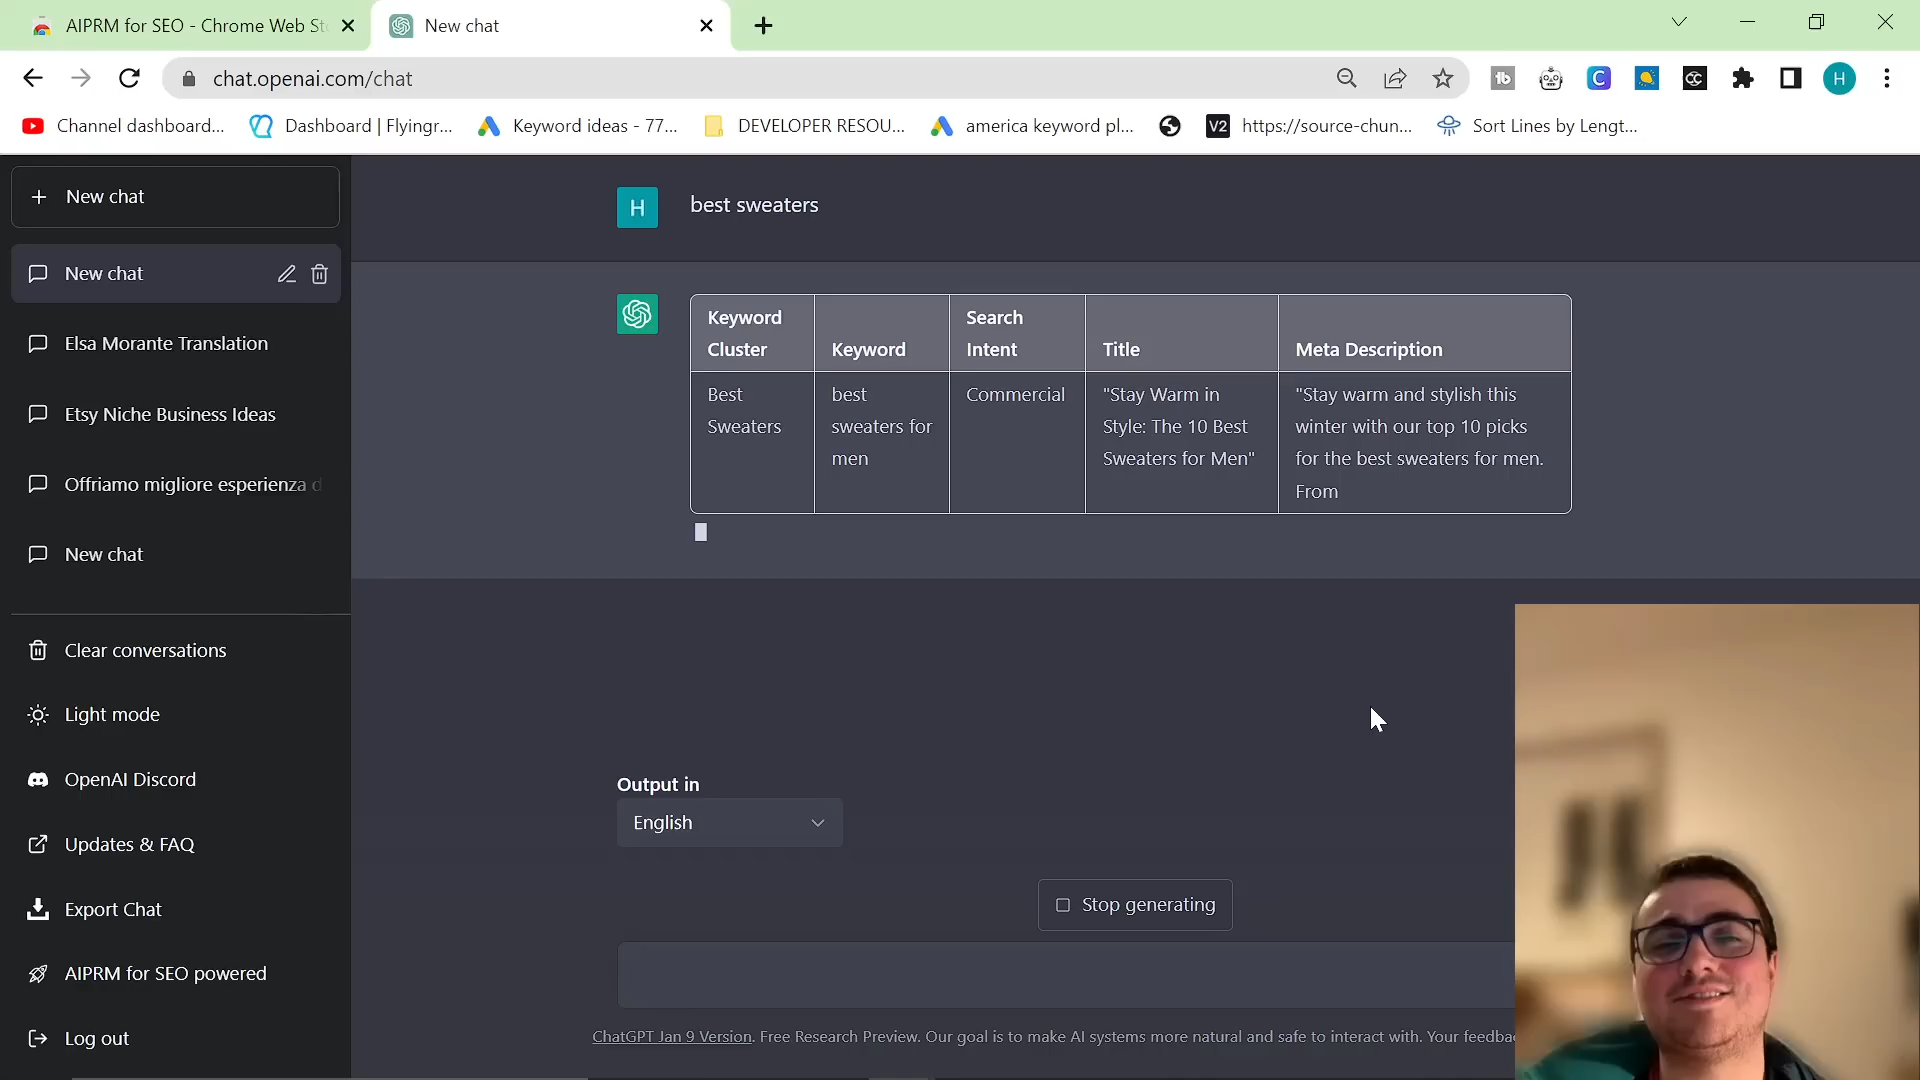 AIPRM for SEO - Chrome Web St
New chat
chat.openai.com/chat
H
Channel dashboard...
Dashboard | Flyingr...
Keyword ideas - 77...
DEVELOPER RESOU...
america keyword pl...
V2
https://source-chun...
Sort Lines by Lengt...
New chat
New chat
Elsa Morante Translation
Etsy Niche Business Ideas
Offriamo migliore esperienza d
New chat
Clear conversations
Light mode
OpenAI Discord
Updates & FAQ
Export Chat
AIPRM for SEO powered
Log out
H
best sweaters
Keyword
Cluster
Keyword
Search
Intent
Title
Meta Description
Best
Sweaters
best
sweaters for
men
Commercial
"Stay Warm in
Style: The 10 Best
Sweaters for Men"
"Stay warm and stylish this
winter with our top 10 picks
for the best sweaters for men.
From
Output in
English
Stop generating
ChatGPT Jan 9 Version. Free Research Preview. Our goal is to make AI systems more natural and safe to interact with. Your feedba